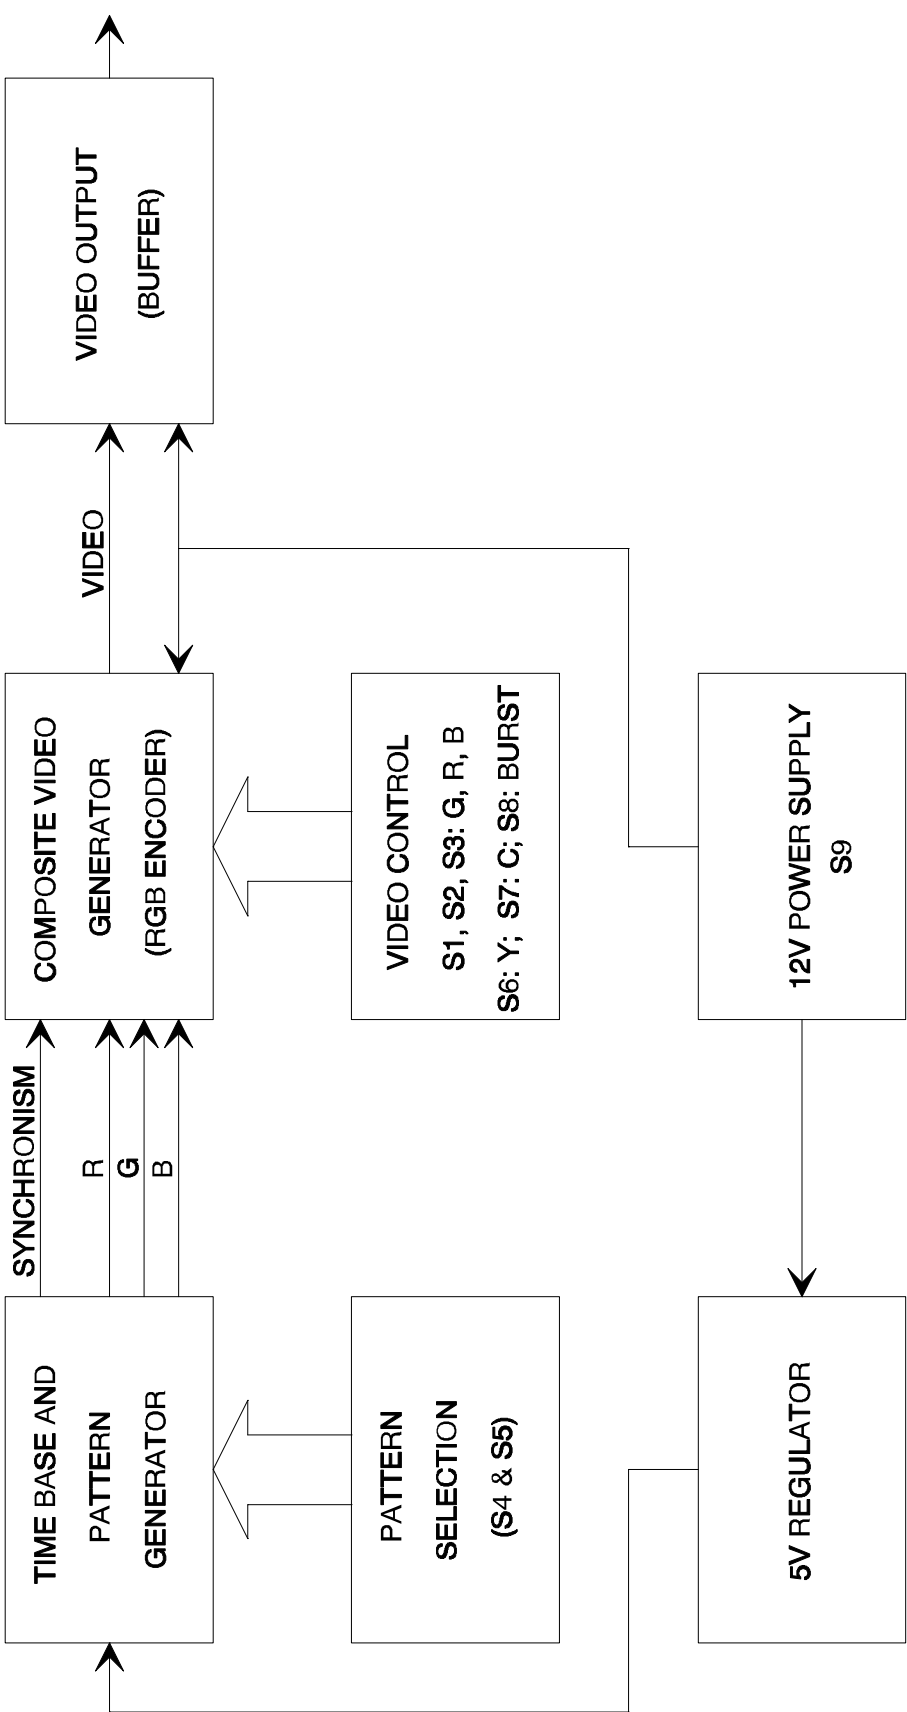 TIME BASE AND
PATTERN
GENERATOR
SYNCHRONISM
R
G
B
COMPOSITE VIDEO
GENERATOR
(RGB ENCODER)
VIDEO
VIDEO OUTPUT
(BUFFER)
PATTERN
SELECTION
(S4 & S5)
VIDEO CONTROL
S1, S2, S3: G, R, B
S6: Y; S7: C; S8: BURST
5V REGULATOR
12V POWER SUPPLY
S9